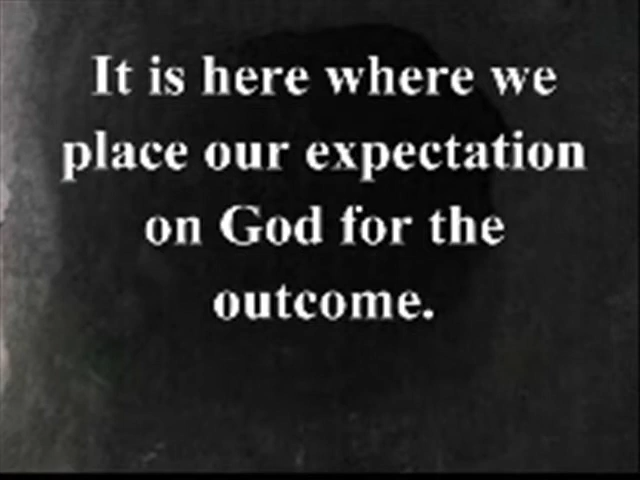 It is here where we
place our expectation
on God for the
outcome.